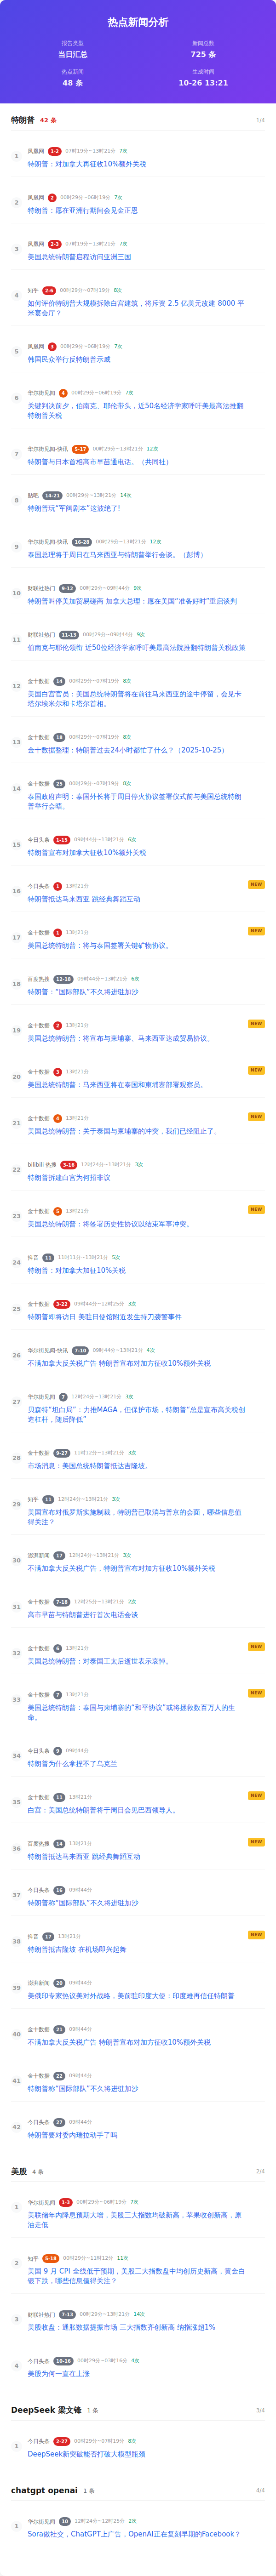 热点新闻分析
报告类型
当日汇总
新闻总数
725 条
热点新闻
48 条
生成时间
10-26 13:21
特朗普 42 条 1/4
1 凤凰网 1-2 07时19分~13时21分 7次
特朗普：对加拿大再征收10%额外关税
2 凤凰网 2 00时29分~06时19分 7次
特朗普：愿在亚洲行期间会见金正恩
3 凤凰网 2-3 07时19分~13时21分 7次
美国总统特朗普启程访问亚洲三国
4 知乎 2-6 00时29分~07时19分 8次
如何评价特朗普大规模拆除白宫建筑，将斥资 2.5 亿美元改建 8000 平
米宴会厅？
5 凤凰网 3 00时29分~06时19分 7次
韩国民众举行反特朗普示威
6 华尔街见闻 4 00时29分~06时19分 7次
关键判决前夕，伯南克、耶伦带头，近50名经济学家呼吁美最高法推翻
特朗普关税
7 华尔街见闻-快讯 5-17 00时29分~13时21分 12次
特朗普与日本首相高市早苗通电话。（共同社）
8 贴吧 14-21 00时29分~13时21分 14次
特朗普玩“军阀剧本”这波绝了!
9 华尔街见闻-快讯 16-28 00时29分~13时21分 12次
泰国总理将于周日在马来西亚与特朗普举行会谈。（彭博）
10 财联社热门 9-12 00时29分~09时44分 9次
特朗普叫停美加贸易磋商 加拿大总理：愿在美国“准备好时”重启谈判
11 财联社热门 11-13 00时29分~09时44分 9次
伯南克与耶伦领衔 近50位经济学家呼吁美最高法院推翻特朗普关税政策
12 金十数据 14 00时29分~07时19分 8次
美国白宫官员：美国总统特朗普将在前往马来西亚的途中停留，会见卡
塔尔埃米尔和卡塔尔首相。
13 金十数据 18 00时29分~07时19分 8次
金十数据整理：特朗普过去24小时都忙了什么？（2025-10-25）
14 金十数据 25 00时29分~07时19分 8次
泰国政府声明：泰国外长将于周日停火协议签署仪式前与美国总统特朗
普举行会晤。
15 今日头条 1-15 09时44分~13时21分 6次
特朗普宣布对加拿大征收10%额外关税
16 今日头条 1 13时21分 NEW
特朗普抵达马来西亚 跳经典舞蹈互动
17 金十数据 1 13时21分 NEW
美国总统特朗普：将与泰国签署关键矿物协议。
18 百度热搜 12-18 09时44分~13时21分 6次
特朗普：“国际部队”不久将进驻加沙
19 金十数据 2 13时21分 NEW
美国总统特朗普：将宣布与柬埔寨、马来西亚达成贸易协议。
20 金十数据 3 13时21分 NEW
美国总统特朗普：马来西亚将在泰国和柬埔寨部署观察员。
21 金十数据 4 13时21分 NEW
美国总统特朗普：关于泰国与柬埔寨的冲突，我们已经阻止了。
22 bilibili 热搜 3-16 12时24分~13时21分 3次
特朗普拆建白宫为何招非议
23 金十数据 5 13时21分 NEW
美国总统特朗普：将签署历史性协议以结束军事冲突。
24 抖音 11 11时11分~13时21分 5次
特朗普：对加拿大加征10%关税
25 金十数据 3-22 09时44分~12时25分 3次
特朗普即将访日 美驻日使馆附近发生持刀袭警事件
26 华尔街见闻-快讯 7-10 09时44分~13时21分 4次
不满加拿大反关税广告 特朗普宣布对加方征收10%额外关税
27 华尔街见闻 7 12时24分~13时21分 3次
贝森特“坦白局”：力推MAGA，但保护市场，特朗普“总是宣布高关税创
造杠杆，随后降低”
28 金十数据 9-27 11时12分~13时21分 3次
市场消息：美国总统特朗普抵达吉隆坡。
29 知乎 11 12时24分~13时21分 3次
美国宣布对俄罗斯实施制裁，特朗普已取消与普京的会面，哪些信息值
得关注？
30 澎湃新闻 17 12时24分~13时21分 3次
不满加拿大反关税广告，特朗普宣布对加方征收10%额外关税
31 金十数据 7-18 12时25分~13时21分 2次
高市早苗与特朗普进行首次电话会谈
32 金十数据 6 13时21分 NEW
美国总统特朗普：对泰国王太后逝世表示哀悼。
33 金十数据 7 13时21分 NEW
美国总统特朗普：泰国与柬埔寨的“和平协议”或将拯救数百万人的生
命。
34 今日头条 9 09时44分
特朗普为什么拿捏不了乌克兰
35 金十数据 11 13时21分 NEW
白宫：美国总统特朗普将于周日会见巴西领导人。
36 百度热搜 14 13时21分 NEW
特朗普抵达马来西亚 跳经典舞蹈互动
37 今日头条 16 09时44分
特朗普称“国际部队”不久将进驻加沙
38 抖音 17 13时21分 NEW
特朗普抵吉隆坡 在机场即兴起舞
39 澎湃新闻 20 09时44分
美俄印专家热议美对外战略，美前驻印度大使：印度难再信任特朗普
40 金十数据 21 09时44分
不满加拿大反关税广告 特朗普宣布对加方征收10%额外关税
41 金十数据 22 09时44分
特朗普称“国际部队”不久将进驻加沙
42 今日头条 27 09时44分
特朗普要对委内瑞拉动手了吗
美股 4 条 2/4
1 华尔街见闻 1-3 00时29分~06时19分 7次
美联储年内降息预期大增，美股三大指数均破新高，苹果收创新高，原
油走低
2 知乎 5-18 00时29分~11时12分 11次
美国 9 月 CPI 全线低于预期，美股三大指数盘中均创历史新高，黄金白
银下跌，哪些信息值得关注？
3 财联社热门 7-13 00时29分~13时21分 14次
美股收盘：通胀数据提振市场 三大指数齐创新高 纳指涨超1%
4 今日头条 10-16 00时29分~03时16分 4次
美股为何一直在上涨
DeepSeek 梁文锋 1 条 3/4
1 今日头条 2-27 00时29分~07时19分 8次
DeepSeek新突破能否打破大模型瓶颈
chatgpt openai 1 条 4/4
1 华尔街见闻 10 12时24分~12时25分 2次
Sora做社交，ChatGPT上广告，OpenAI正在复刻早期的Facebook？